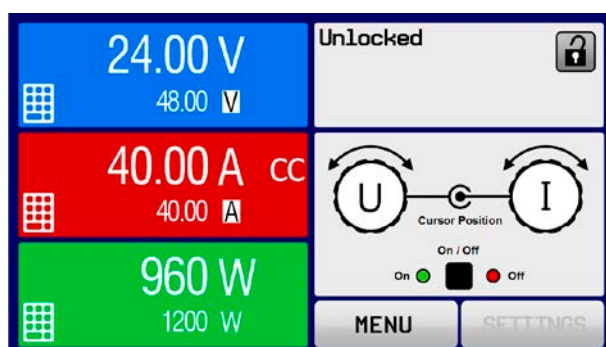 24.00 V
48.00 V
40.00 A CC
40.00 A
960 W
1200 W
Unlocked
U I
Cursor Position
On / Off
On Off
MENU SETTINGS